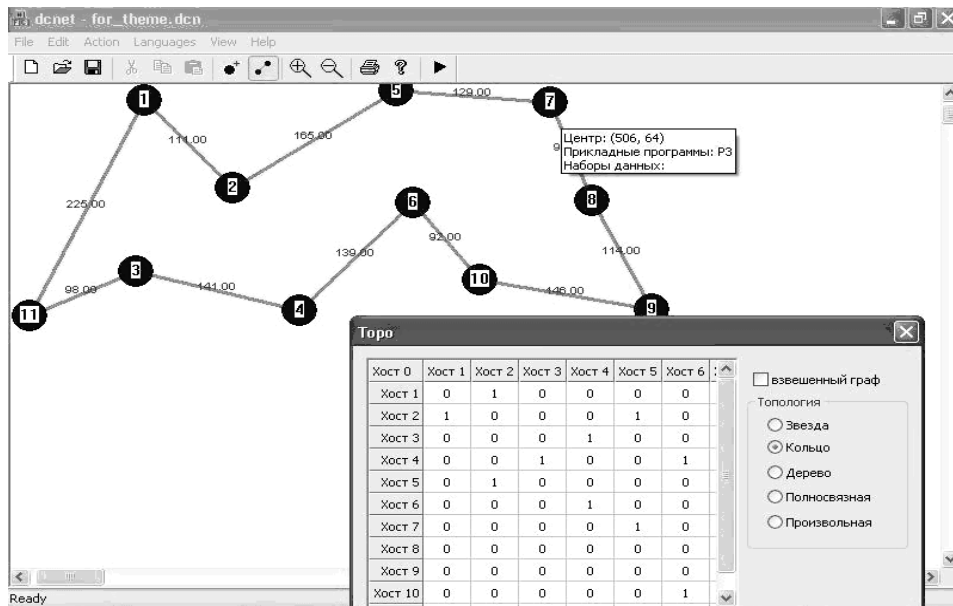 dcnet - for_theme.dcn
File Edit Action Languages View Help
5 129.00
1 7
111.00 165.00
Центр: (506, 64)
Прикладные программы: P3
Наборы данных:
2
8
225.00
6
92.00
139.00 114.00
3
10
98.00 141.00 146.00
11 4 9
Topo
Хост 0 Хост 1 Хост 2 Хост 3 Хост 4 Хост 5 Хост 6
Хост 1 0 1 0 0 0 0
Хост 2 1 0 0 0 1 0
Хост 3 0 0 0 1 0 0
Хост 4 0 0 1 0 0 1
Хост 5 0 1 0 0 0 0
Хост 6 0 0 0 1 0 0
Хост 7 0 0 0 0 1 0
Хост 8 0 0 0 0 0 0
Хост 9 0 0 0 0 0 0
Хост 10 0 0 0 0 0 1
взвешенный граф
Топология
Звезда
Кольцо
Дерево
Полносвязная
Произвольная
Ready